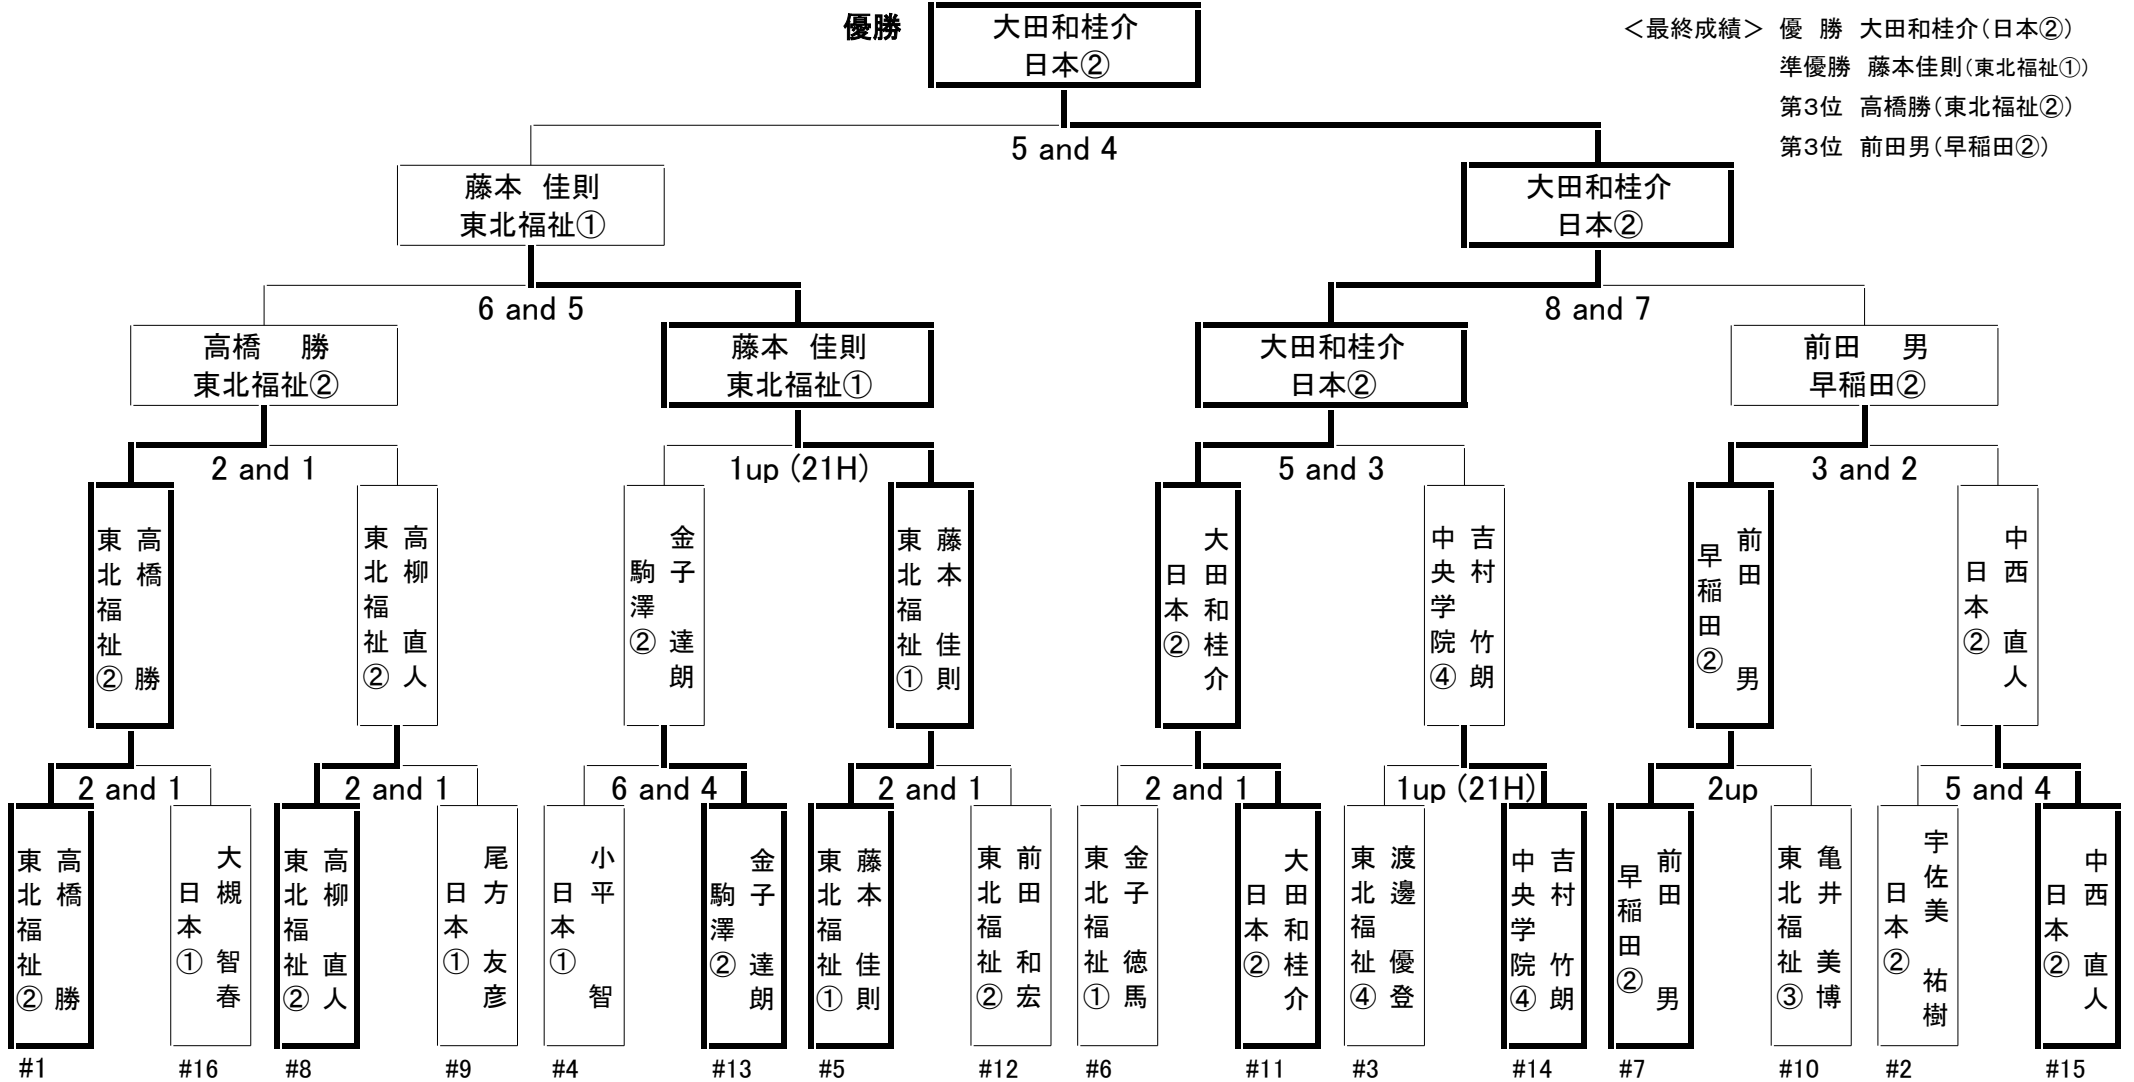 優勝
大田和桂介
日本②
＜最終成績＞ 優　勝　大田和桂介（日本②）
準優勝　藤本佳則（東北福祉①）
第３位　高橋勝（東北福祉②）
第３位　前田男（早稲田②）
5 and 4
藤本　佳則
東北福祉①
大田和桂介
日本②
6 and 5
8 and 7
高橋　勝
東北福祉②
藤本　佳則
東北福祉①
大田和桂介
日本②
前田　男
早稲田②
2 and 1
1up（21H）
5 and 3
3 and 2
高橋　勝
東北福祉②
高柳　直人
東北福祉②
金子　達朗
駒澤②
藤本　佳則
東北福祉①
大田和桂介
日本②
吉村　竹朗
中央学院④
前田　男
早稲田②
中西　直人
日本②
2 and 1
2 and 1
6 and 4
2 and 1
2 and 1
1up（21H）
2up
5 and 4
高橋　勝
東北福祉②
大槻　智春
日本①
高柳　直人
東北福祉②
尾方　友彦
日本①
小平　智
日本①
金子　達朗
駒澤②
藤本　佳則
東北福祉①
前田　和宏
東北福祉②
金子　徳馬
東北福祉①
大田和桂介
日本②
渡邊　優登
東北福祉④
吉村　竹朗
中央学院④
前田　男
早稲田②
亀井　美博
東北福祉③
宇佐美　祐樹
日本②
中西　直人
日本②
#1
#16
#8
#9
#4
#13
#5
#12
#6
#11
#3
#14
#7
#10
#2
#15